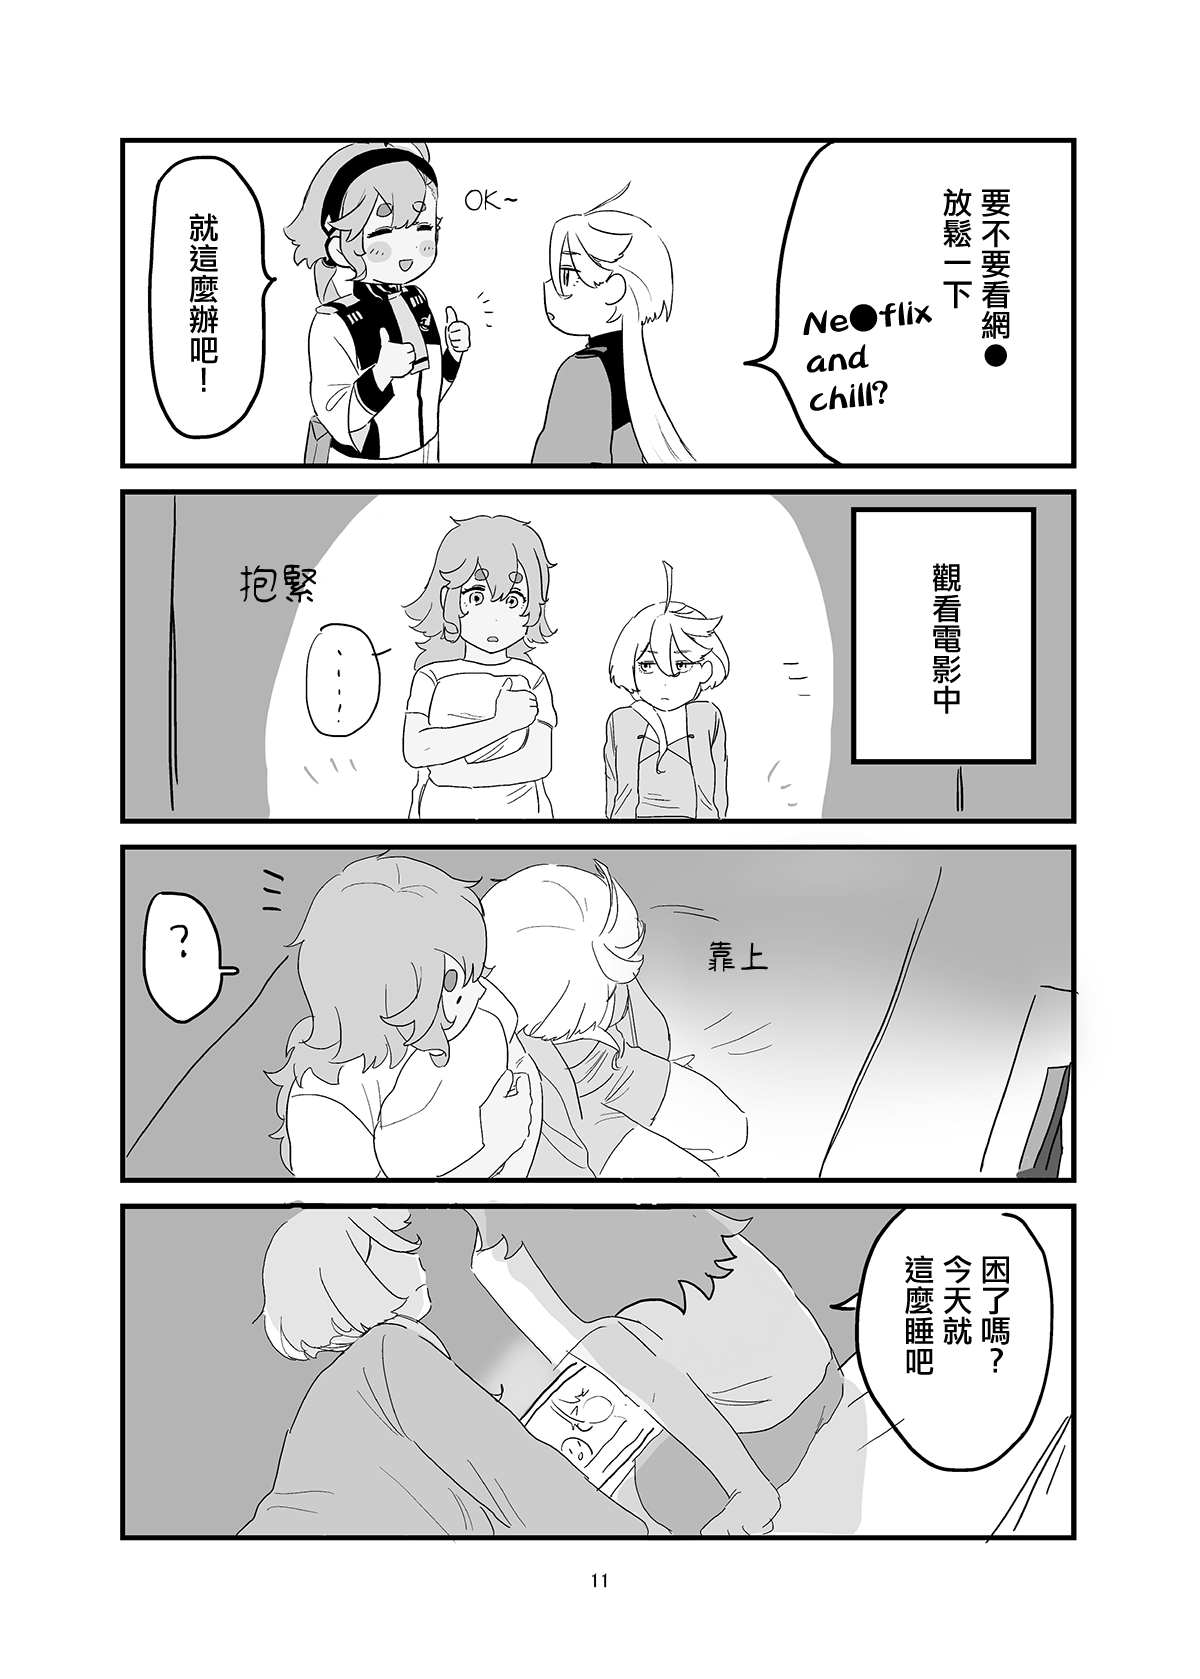 要不要看網●
放鬆一下
Ne●flix
and
chill?
OK~
就這麼辦吧！
觀看電影中
抱緊
……
靠上
？
困了嗎？
今天就
這麼睡吧
11